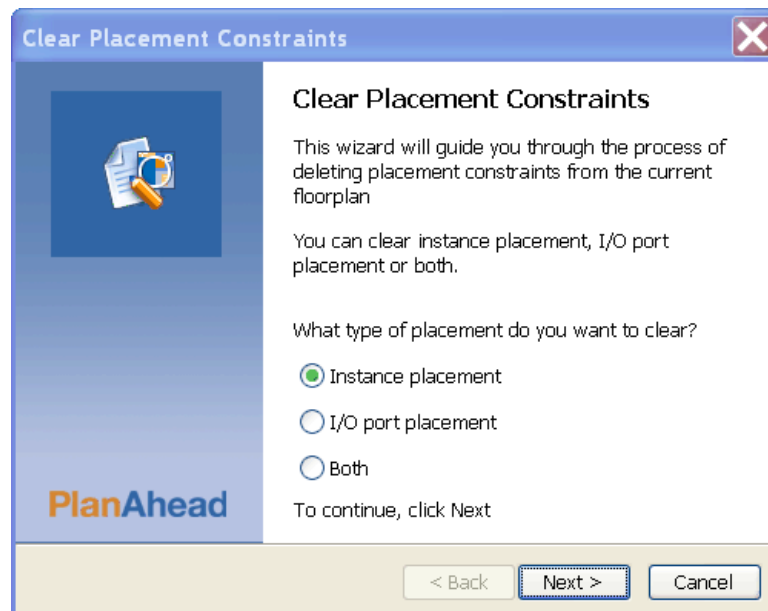 Clear Placement Constraints
Clear Placement Constraints
This wizard will guide you through the process of
deleting placement constraints from the current
floorplan
You can clear instance placement, I/O port
placement or both.
What type of placement do you want to clear?
Instance placement
I/O port placement
Both
PlanAhead
To continue, click Next
< Back
Next >
Cancel